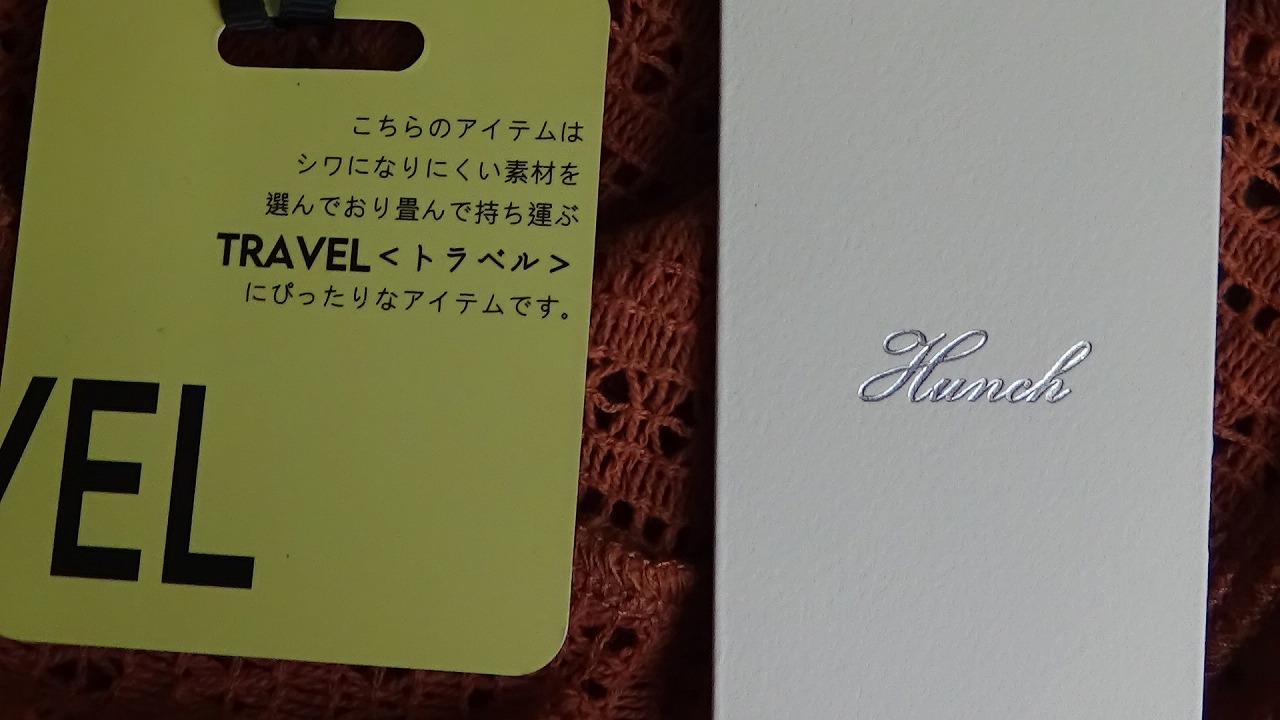 こちらのアイテムは
シワになりにくい素材を
選んでおり畳んで持ち運ぶ
TRAVEL<トラベル>
にぴったりなアイテムです。
VEL
Hunch